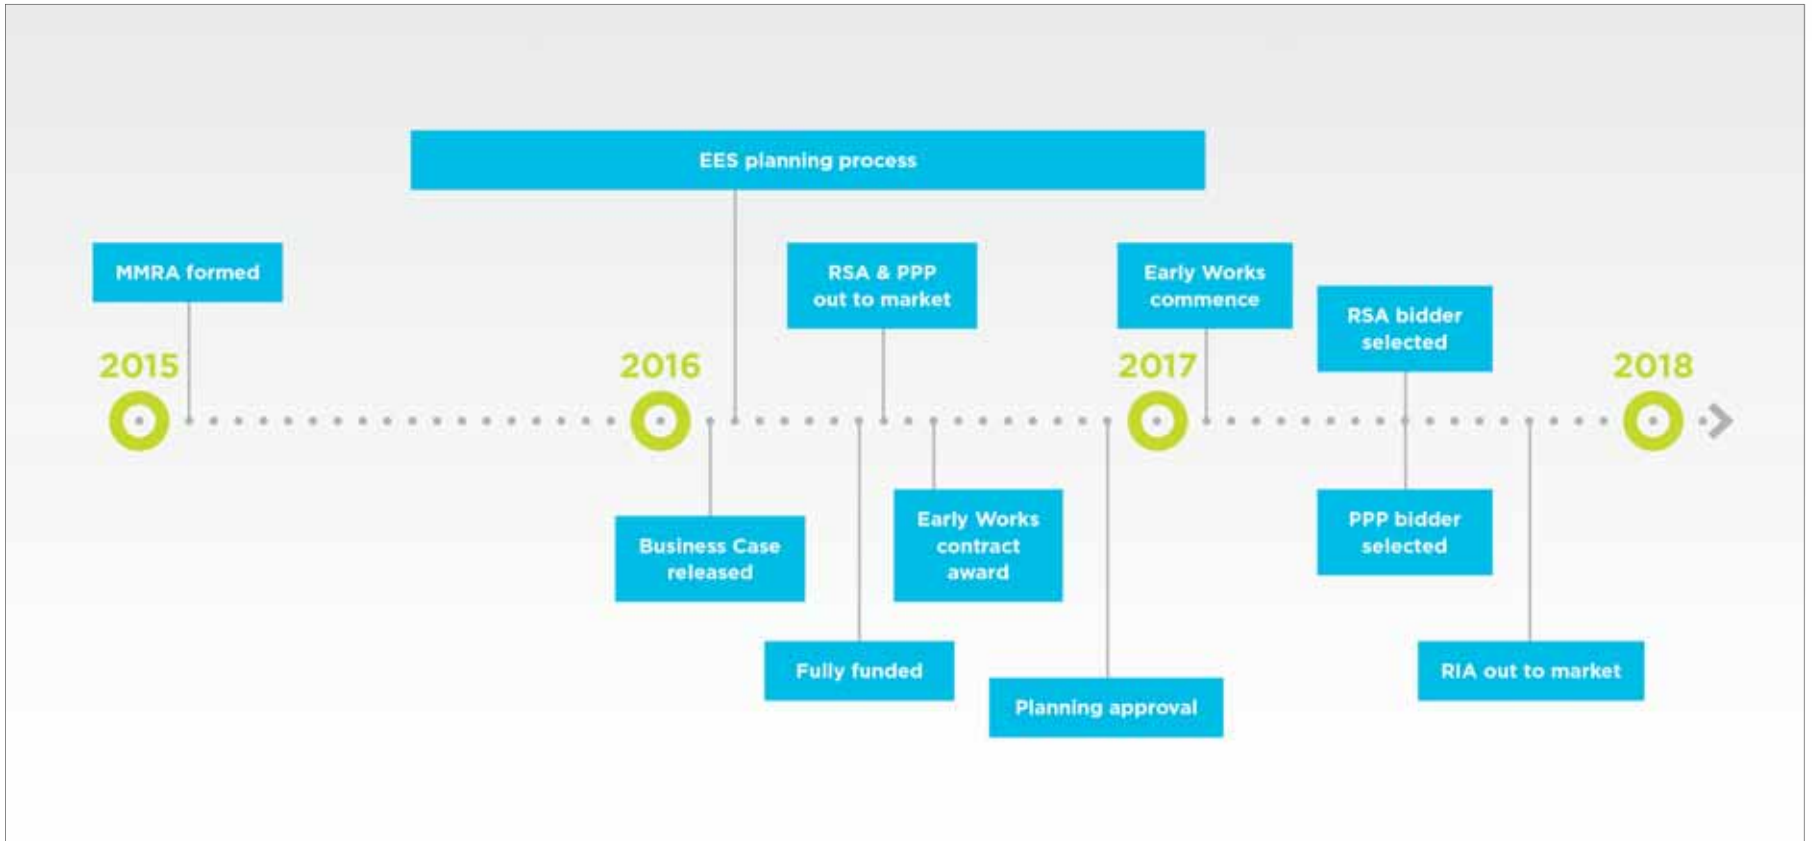 EES planning process
MMRA formed
RSA & PPP
out to market
Early Works
commence
RSA bidder
selected
2015
2016
2017
2018
Business Case
released
Early Works
contract
award
PPP bidder
selected
Fully funded
Planning approval
RIA out to market